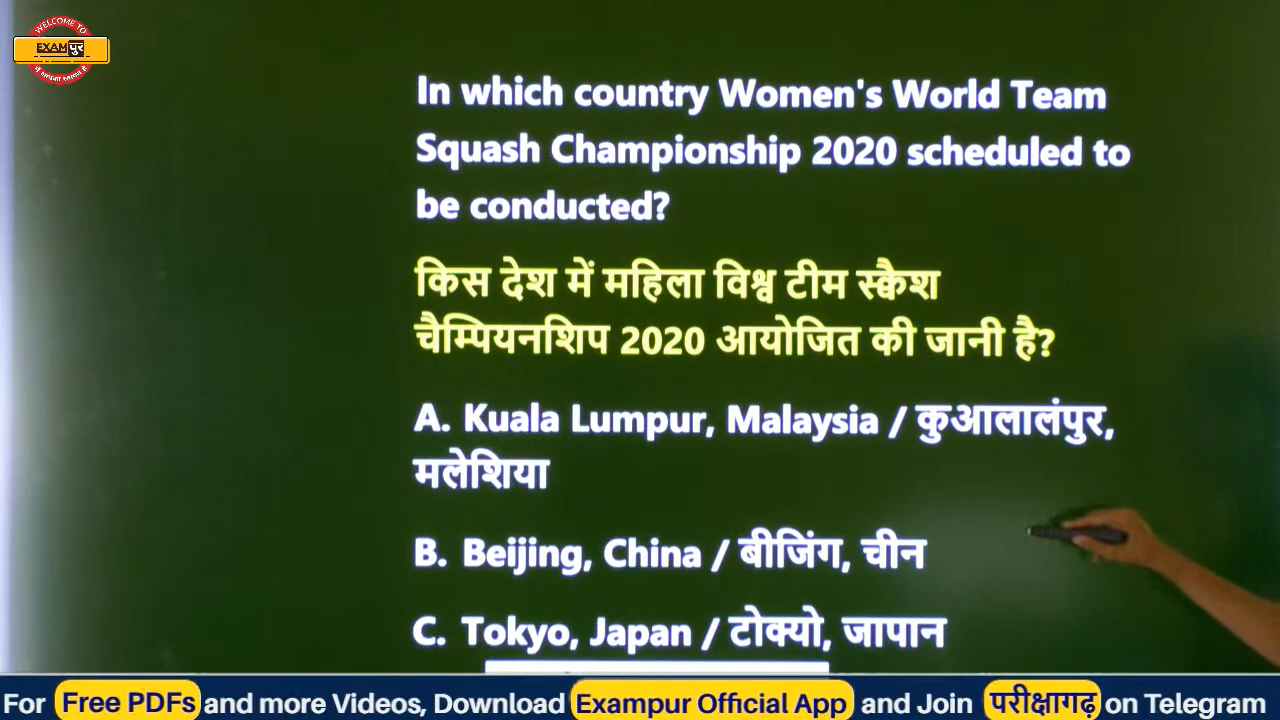 WELCOME TO
EXAMपुर
In which country Women's World Team
Squash Championship 2020 scheduled to
be conducted?
किस देश में महिला विश्व टीम स्क्वैश
चैम्पियनशिप 2020 आयोजित की जानी है?
A. Kuala Lumpur, Malaysia / कुआलालंपुर,
मलेशिया
B. Beijing, China / बीजिंग, चीन
C. Tokyo, Japan / टोक्यो, जापान
For Free PDFs and more Videos, Download Exampur Official App and Join परीक्षागढ़ on Telegram